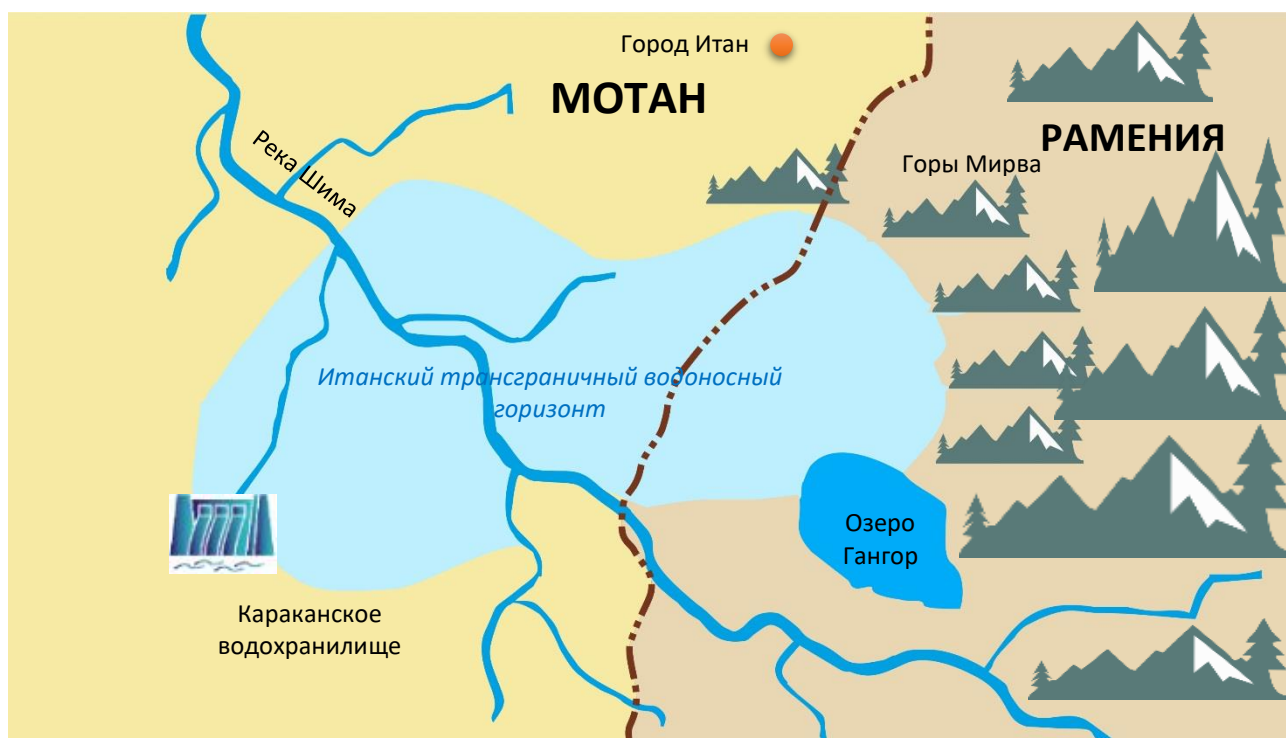 Город Итан
МОТАН
РАМЕНИЯ
Река Шима
Горы Мирва
Итанский трансграничный водоносный
горизонт
Озеро
Гангор
Караканское
водохранилище